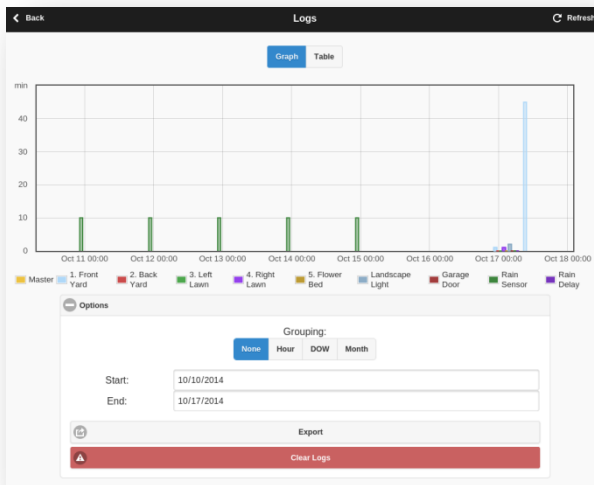 Back Logs Refresh
Graph Table
min
40
30
20
10
0
Oct 11 00:00 Oct 12 00:00 Oct 13 00:00 Oct 14 00:00 Oct 15 00:00 Oct 16 00:00 Oct 17 00:00 Oct 18 00:00
Master 1. Front Yard 2. Back Yard 3. Left Lawn 4. Right Lawn 5. Flower Bed Landscape Light Garage Door Rain Sensor Rain Delay
Options
Grouping:
None Hour DOW Month
Start: 10/10/2014
End: 10/17/2014
Export
Clear Logs